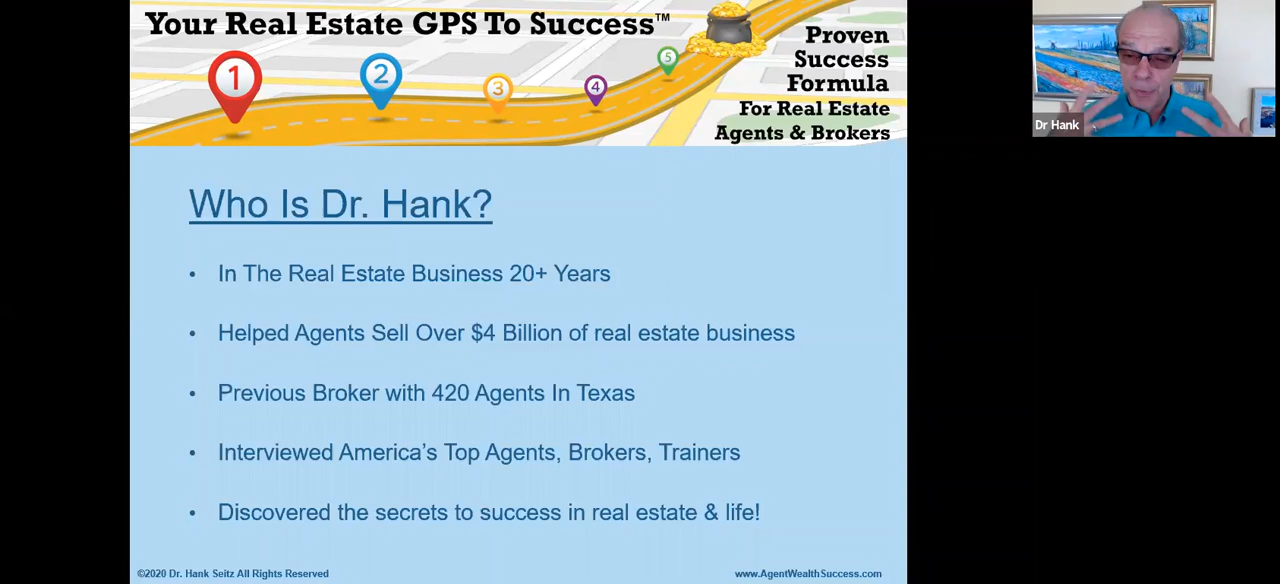 Your Real Estate GPS To Success™
1
2
3
4
5
Proven
Success
Formula
For Real Estate
Agents & Brokers
Dr Hank
Who Is Dr. Hank?
• In The Real Estate Business 20+ Years
• Helped Agents Sell Over $4 Billion of real estate business
• Previous Broker with 420 Agents In Texas
• Interviewed America's Top Agents, Brokers, Trainers
• Discovered the secrets to success in real estate & life!
©2020 Dr. Hank Seitz All Rights Reserved
www.AgentWealthSuccess.com